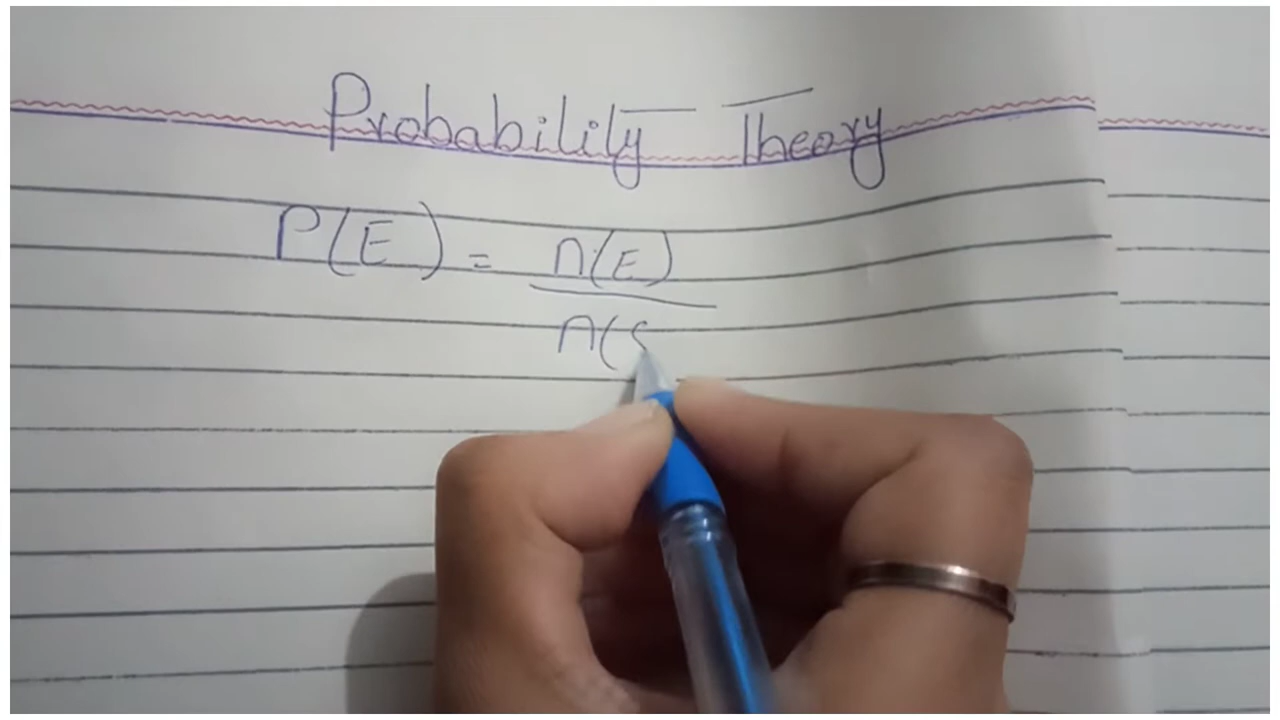 Probability Theory
P(E) = n(E)
n(S